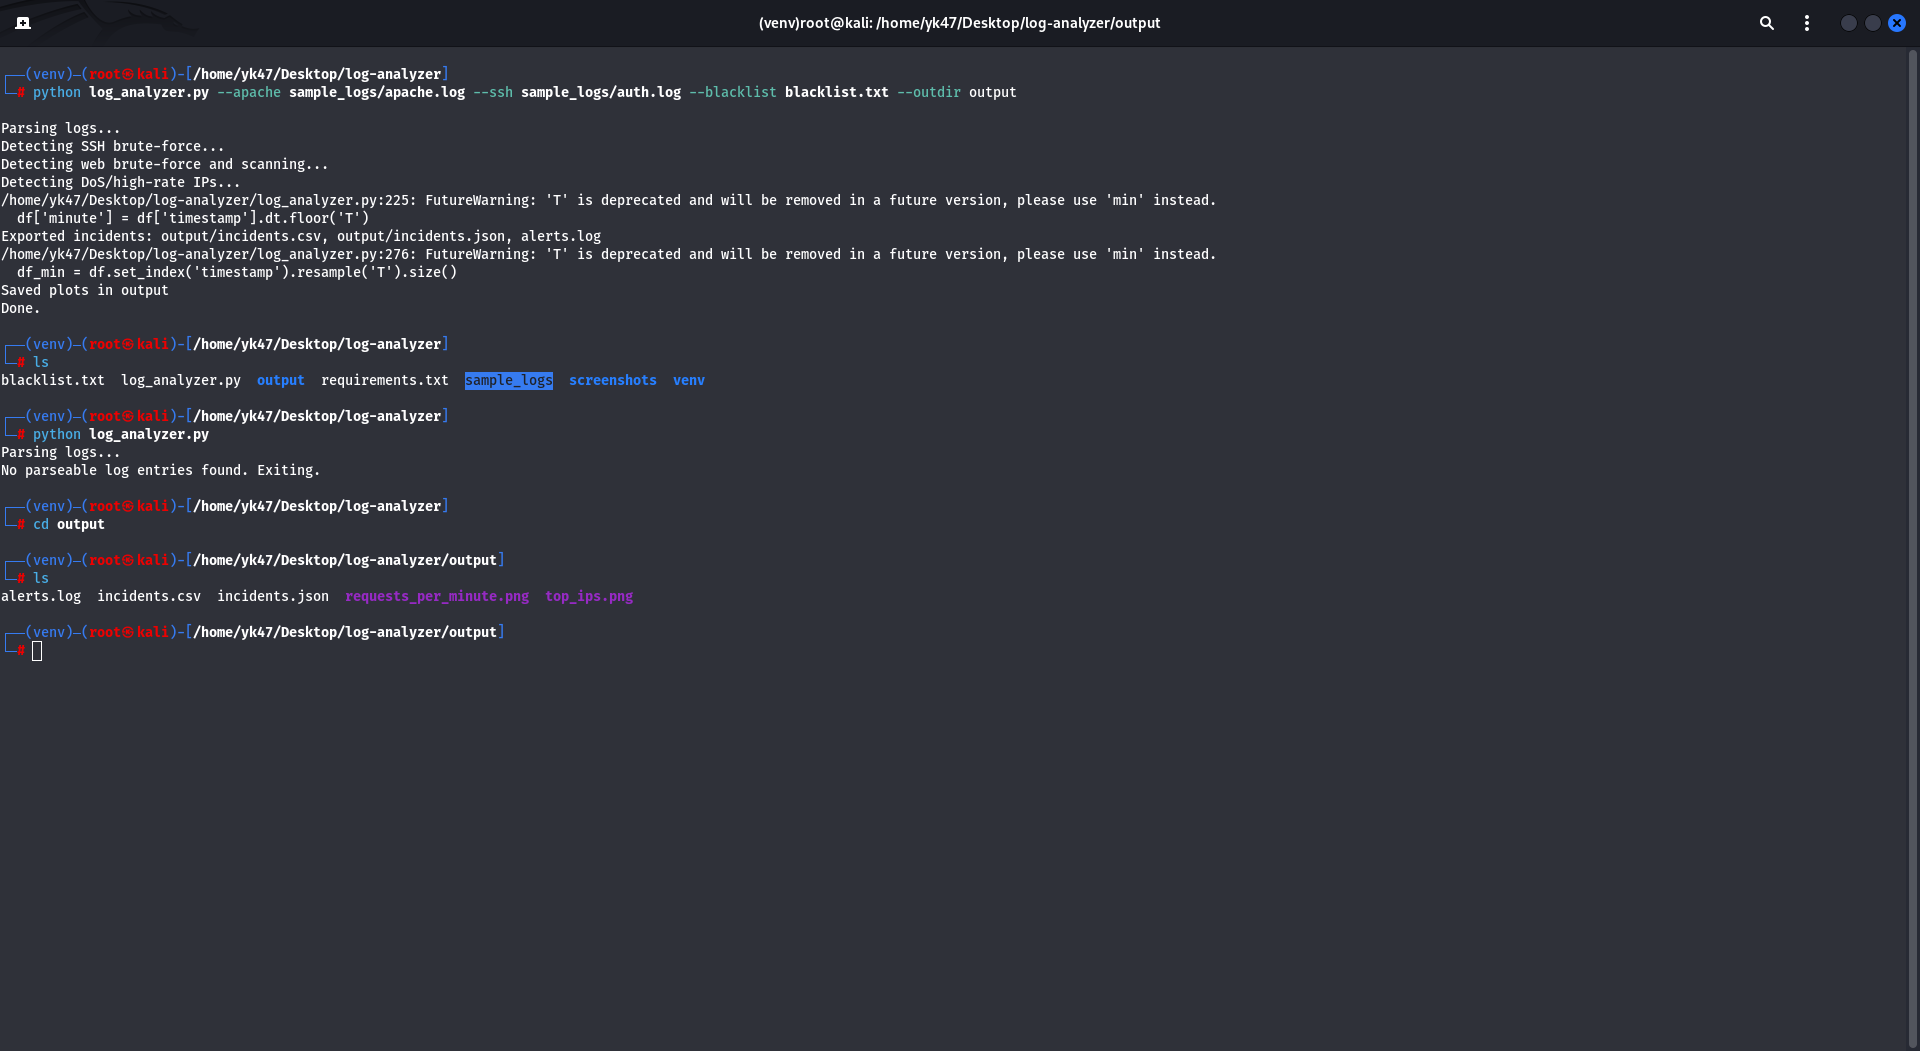 (venv)root@kali: /home/yk47/Desktop/log-analyzer/output
┌──(venv)─(root㉿kali)-[/home/yk47/Desktop/log-analyzer]
└─# python log_analyzer.py --apache sample_logs/apache.log --ssh sample_logs/auth.log --blacklist blacklist.txt --outdir output
Parsing logs...
Detecting SSH brute-force...
Detecting web brute-force and scanning...
Detecting DoS/high-rate IPs...
/home/yk47/Desktop/log-analyzer/log_analyzer.py:225: FutureWarning: 'T' is deprecated and will be removed in a future version, please use 'min' instead.
  df['minute'] = df['timestamp'].dt.floor('T')
Exported incidents: output/incidents.csv, output/incidents.json, alerts.log
/home/yk47/Desktop/log-analyzer/log_analyzer.py:276: FutureWarning: 'T' is deprecated and will be removed in a future version, please use 'min' instead.
  df_min = df.set_index('timestamp').resample('T').size()
Saved plots in output
Done.
┌──(venv)─(root㉿kali)-[/home/yk47/Desktop/log-analyzer]
└─# ls
blacklist.txt  log_analyzer.py  output  requirements.txt  sample_logs  screenshots  venv
┌──(venv)─(root㉿kali)-[/home/yk47/Desktop/log-analyzer]
└─# python log_analyzer.py
Parsing logs...
No parseable log entries found. Exiting.
┌──(venv)─(root㉿kali)-[/home/yk47/Desktop/log-analyzer]
└─# cd output
┌──(venv)─(root㉿kali)-[/home/yk47/Desktop/log-analyzer/output]
└─# ls
alerts.log  incidents.csv  incidents.json  requests_per_minute.png  top_ips.png
┌──(venv)─(root㉿kali)-[/home/yk47/Desktop/log-analyzer/output]
└─#